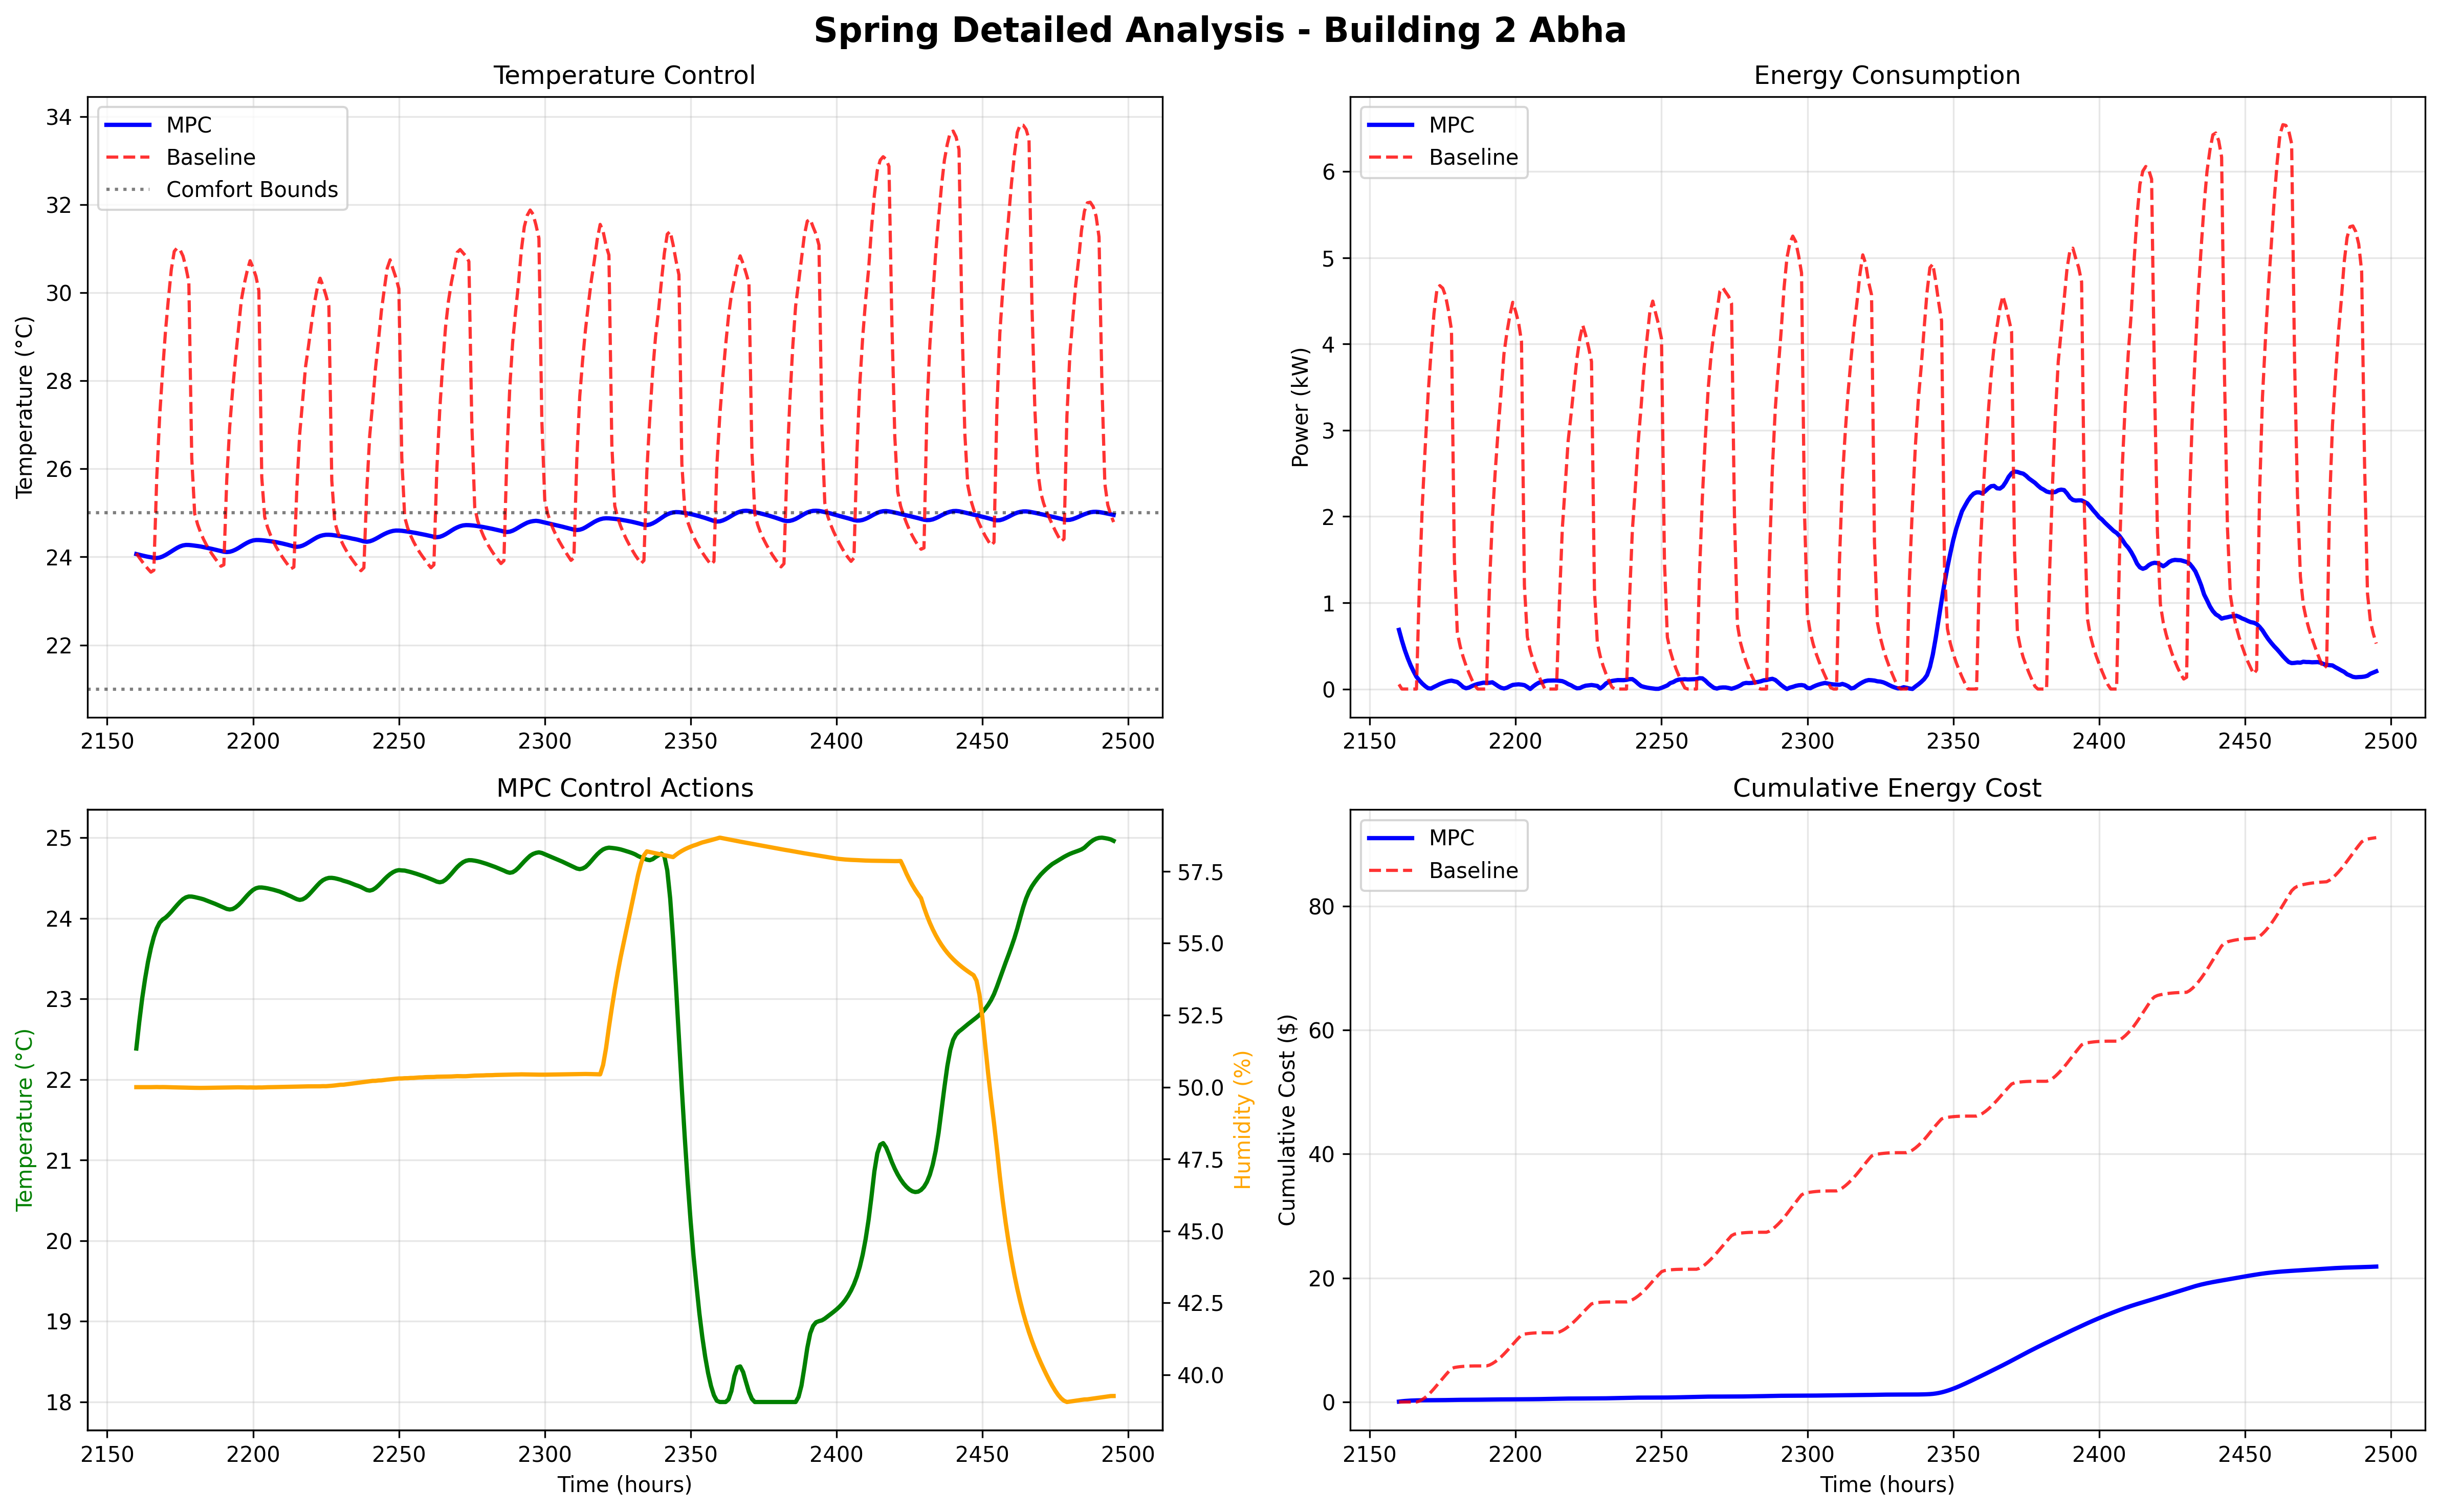 Spring Detailed Analysis - Building 2 Abha
Temperature Control
Temperature (°C)
34
32
30
28
26
24
22
MPC
Baseline
Comfort Bounds
2150 2200 2250 2300 2350 2400 2450 2500
Energy Consumption
Power (kW)
6
5
4
3
2
1
0
MPC
Baseline
2150 2200 2250 2300 2350 2400 2450 2500
MPC Control Actions
Temperature (°C)
25
24
23
22
21
20
19
18
57.5
55.0
52.5
50.0
47.5
45.0
42.5
40.0
Humidity (%)
2150 2200 2250 2300 2350 2400 2450 2500
Time (hours)
Cumulative Energy Cost
Cumulative Cost ($)
80
60
40
20
0
MPC
Baseline
2150 2200 2250 2300 2350 2400 2450 2500
Time (hours)